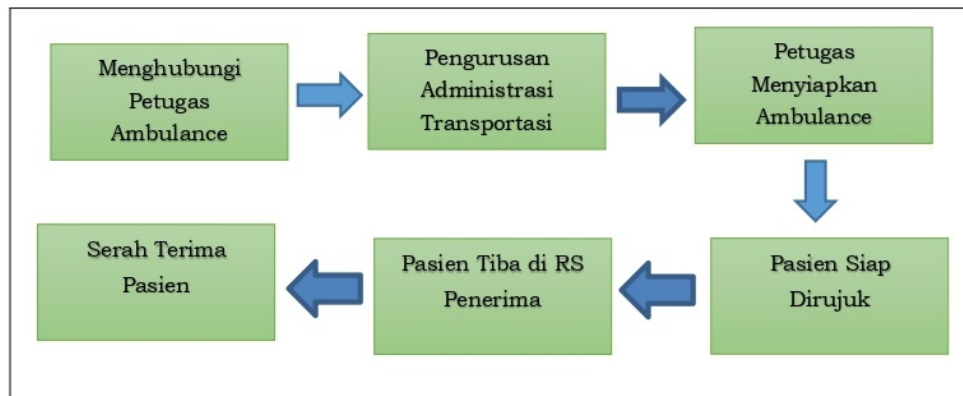 Menghubungi
Petugas
Ambulance
Pengurusan
Administrasi
Transportasi
Petugas
Menyiapkan
Ambulance
Pasien Siap
Dirujuk
Pasien Tiba di RS
Penerima
Serah Terima
Pasien